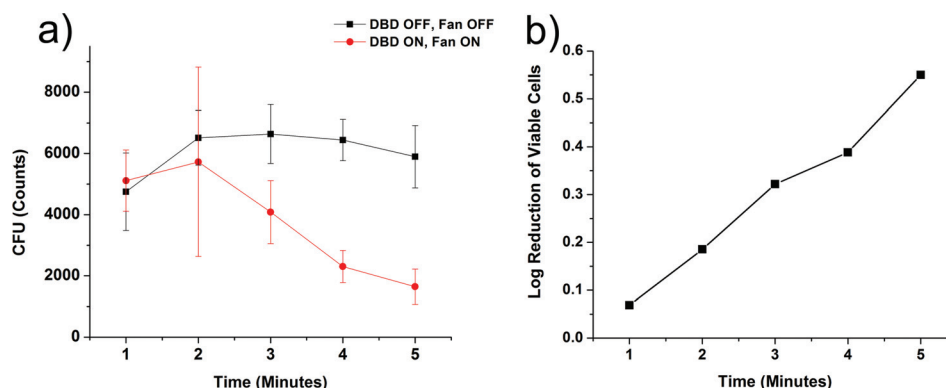 a)
DBD OFF, Fan OFF
DBD ON, Fan ON
CFU (Counts)
8000
6000
4000
2000
0
1 2 3 4 5
Time (Minutes)
b)
Log Reduction of Viable Cells
0.6
0.5
0.4
0.3
0.2
0.1
0.0
1 2 3 4 5
Time (Minutes)